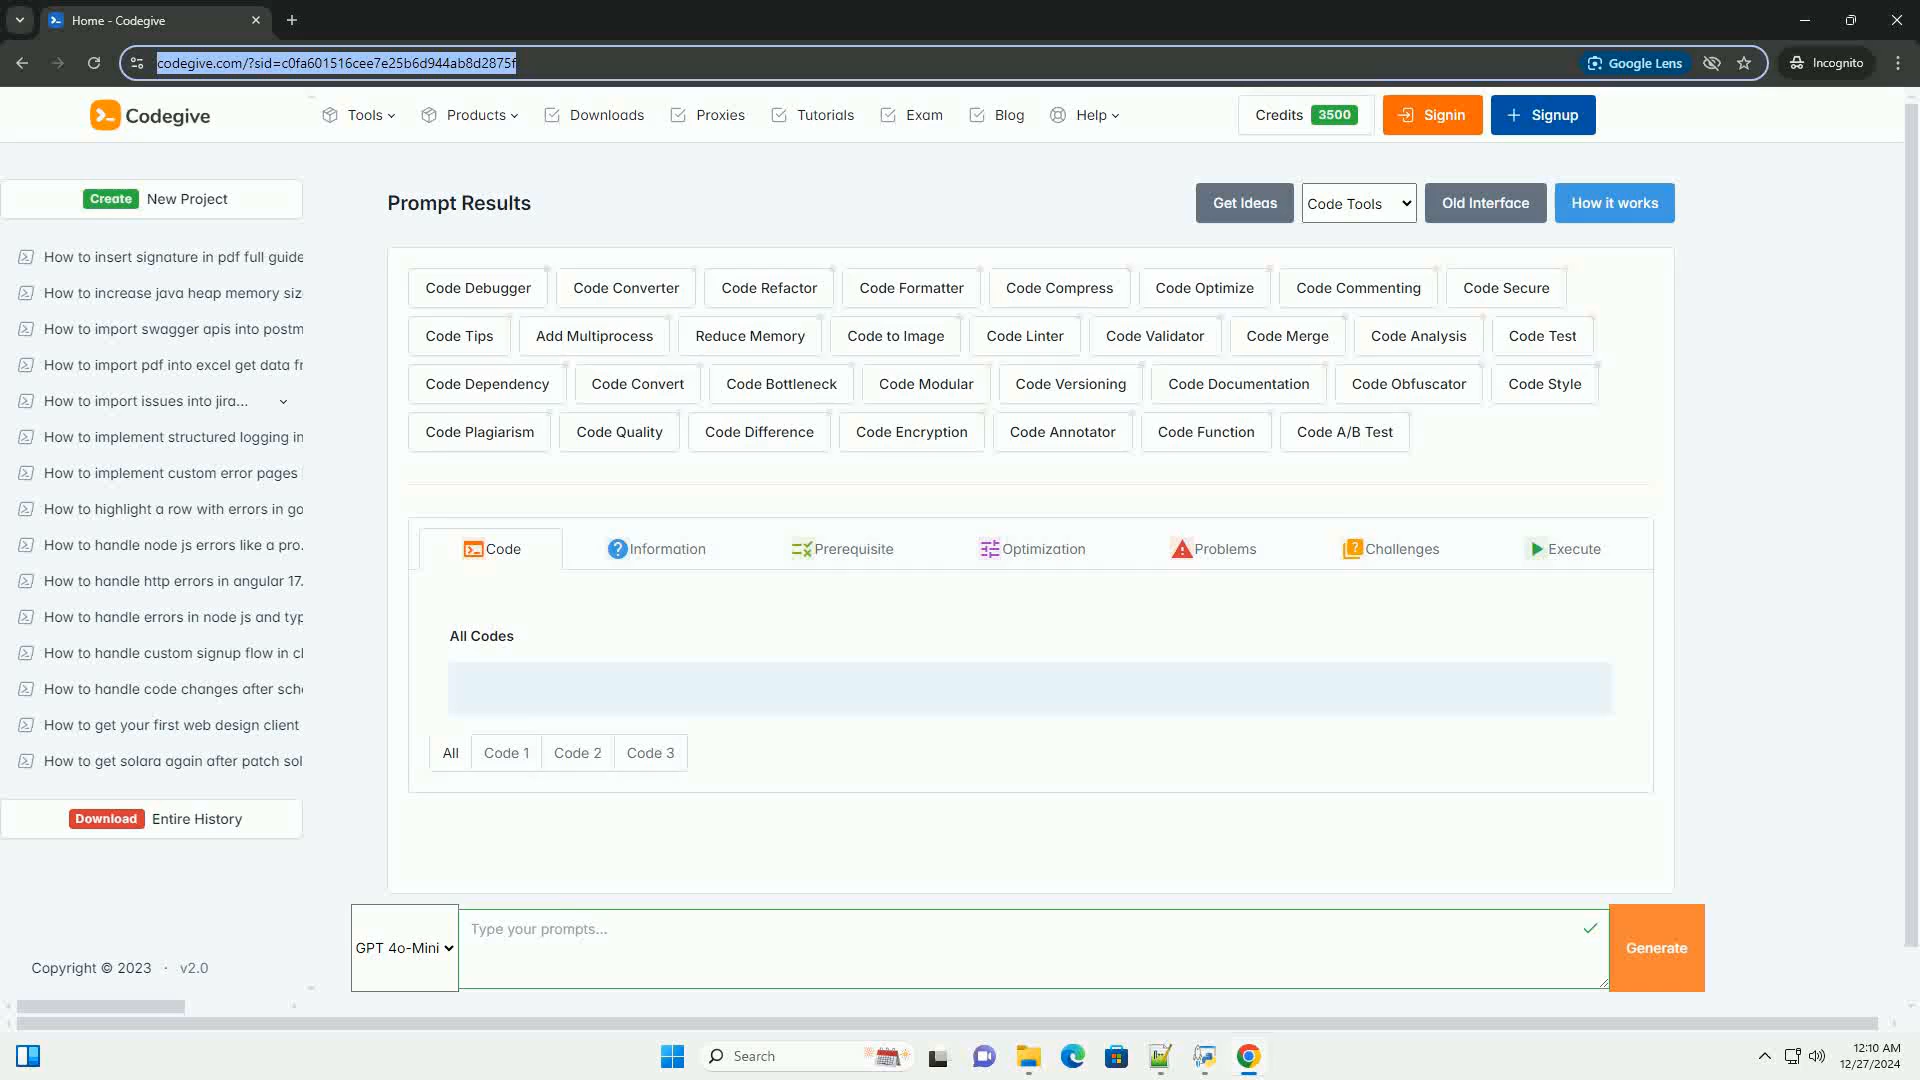 Home - Codegive
codegive.com/?sid=c0fa601516cee7e25b6d944ab8d2875f
Google Lens
Incognito
Codegive
Tools
Products
Downloads
Proxies
Tutorials
Exam
Blog
Help
Credits 3500
Signin
Signup
Create New Project
How to insert signature in pdf full guide
How to increase java heap memory siz
How to import swagger apis into postm
How to import pdf into excel get data fr
How to import issues into jira...
How to implement structured logging in
How to implement custom error pages
How to highlight a row with errors in go
How to handle node js errors like a pro.
How to handle http errors in angular 17.
How to handle errors in node js and typ
How to handle custom signup flow in cl
How to handle code changes after sch
How to get your first web design client
How to get solara again after patch sol
Download Entire History
Copyright © 2023 · v2.0
Prompt Results
Get Ideas
Code Tools
Old Interface
How it works
Code Debugger
Code Converter
Code Refactor
Code Formatter
Code Compress
Code Optimize
Code Commenting
Code Secure
Code Tips
Add Multiprocess
Reduce Memory
Code to Image
Code Linter
Code Validator
Code Merge
Code Analysis
Code Test
Code Dependency
Code Convert
Code Bottleneck
Code Modular
Code Versioning
Code Documentation
Code Obfuscator
Code Style
Code Plagiarism
Code Quality
Code Difference
Code Encryption
Code Annotator
Code Function
Code A/B Test
Code
Information
Prerequisite
Optimization
Problems
Challenges
Execute
All Codes
All
Code 1
Code 2
Code 3
GPT 4o-Mini
Type your prompts...
Generate
Search
12:10 AM
12/27/2024